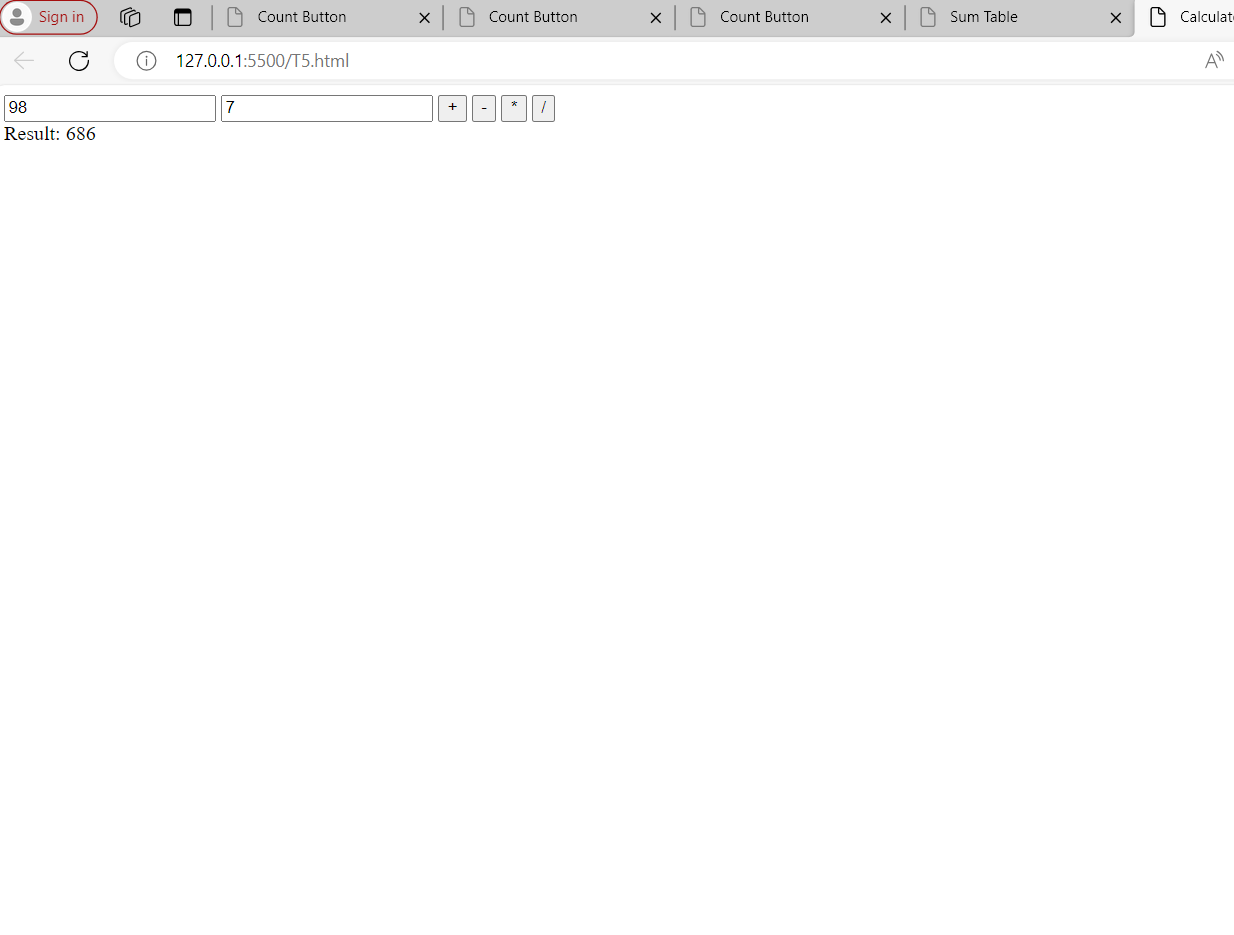 Sign in Count Button Count Button Count Button Sum Table Calculat
127.0.0.1:5500/T5.html A
98 7 + - * /
Result: 686